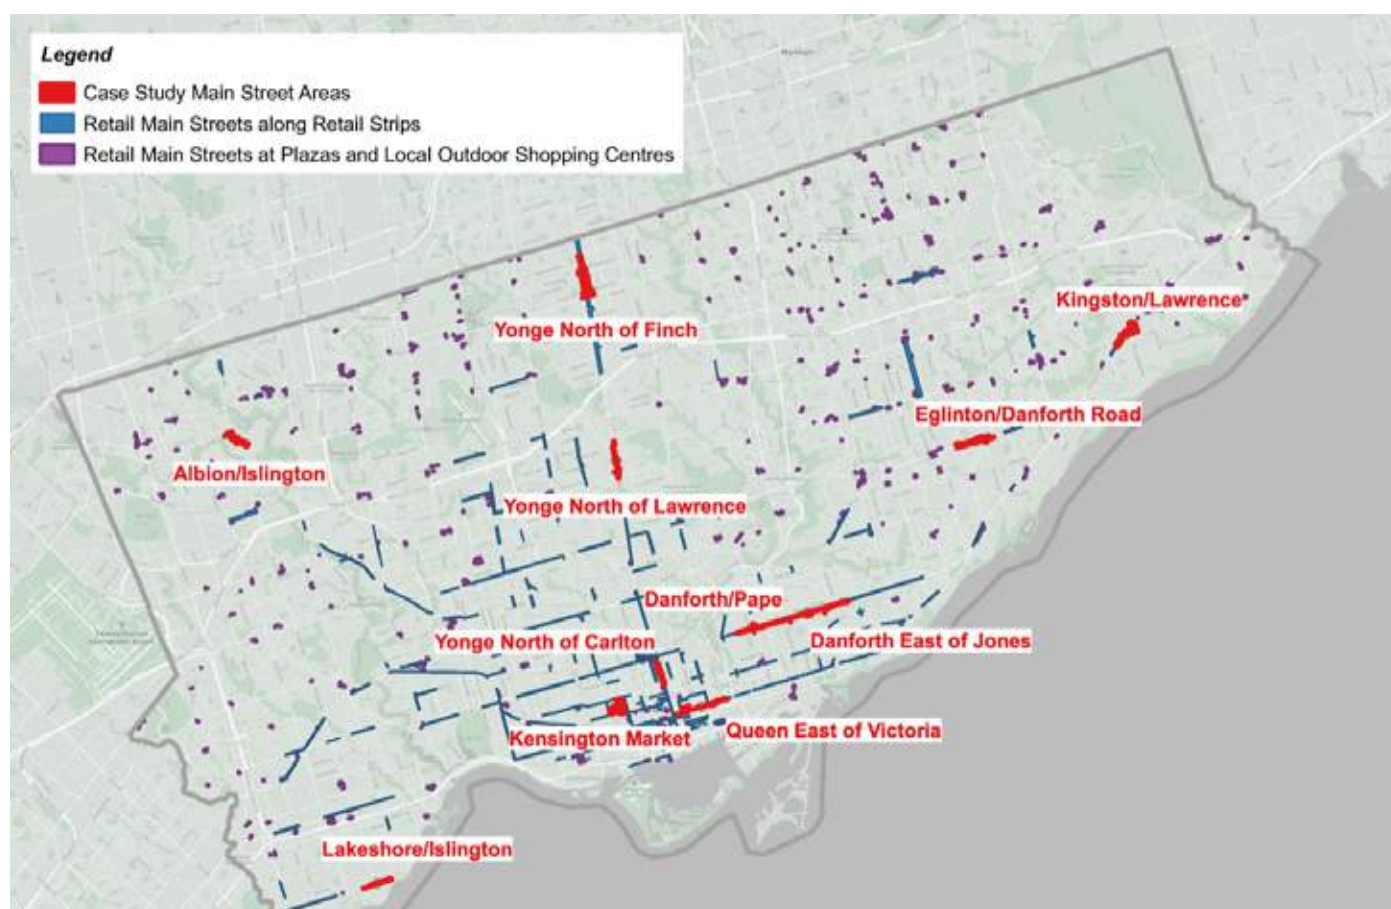 Legend
Case Study Main Street Areas
Retail Main Streets along Retail Strips
Retail Main Streets at Plazas and Local Outdoor Shopping Centres
Kingston/Lawrence
Yonge North of Finch
Eglinton/Danforth Road
Albion/Islington
Yonge North of Lawrence
Danforth/Pape
Yonge North of Carlton
Danforth East of Jones
Queen East of Victoria
Kensington Market
Lakeshore/Islington